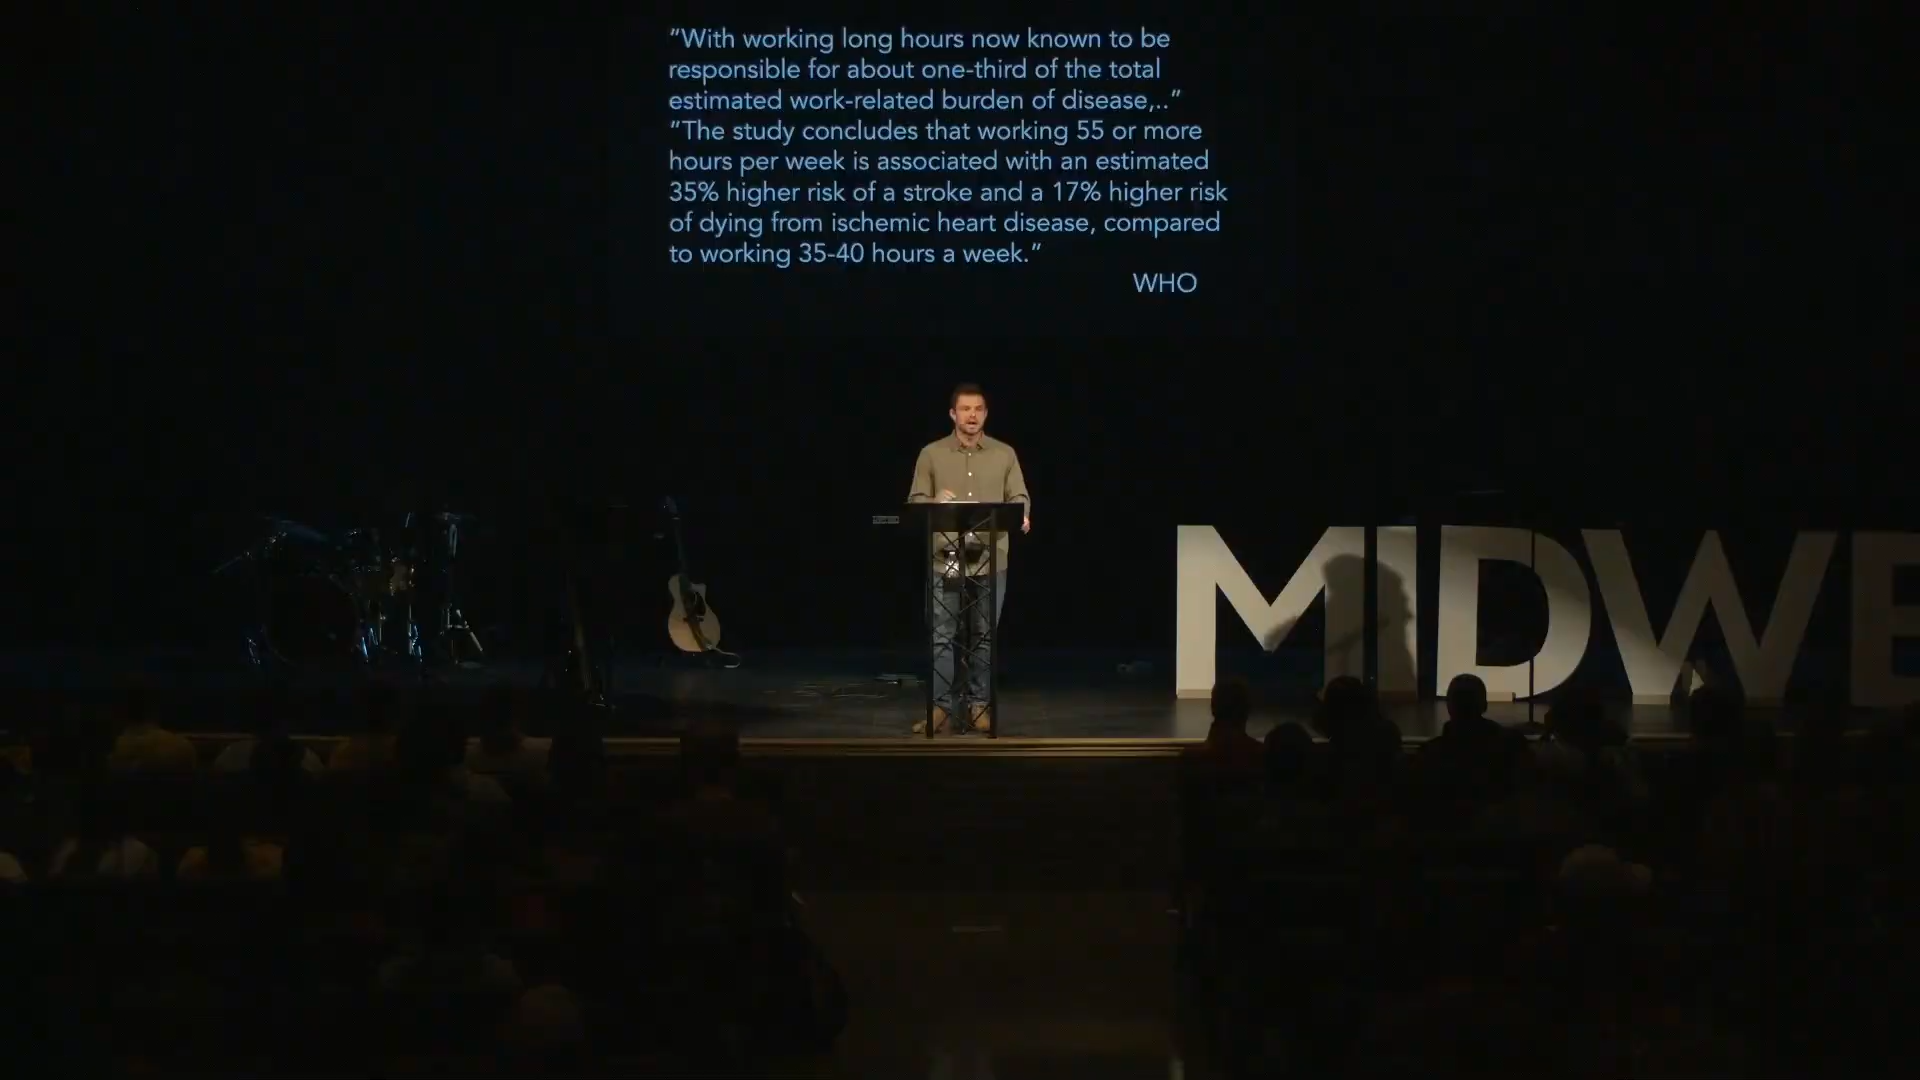 “With working long hours now known to be
responsible for about one-third of the total
estimated work-related burden of disease,..”
“The study concludes that working 55 or more
hours per week is associated with an estimated
35% higher risk of a stroke and a 17% higher risk
of dying from ischemic heart disease, compared
to working 35-40 hours a week.”
WHO
MIDWE